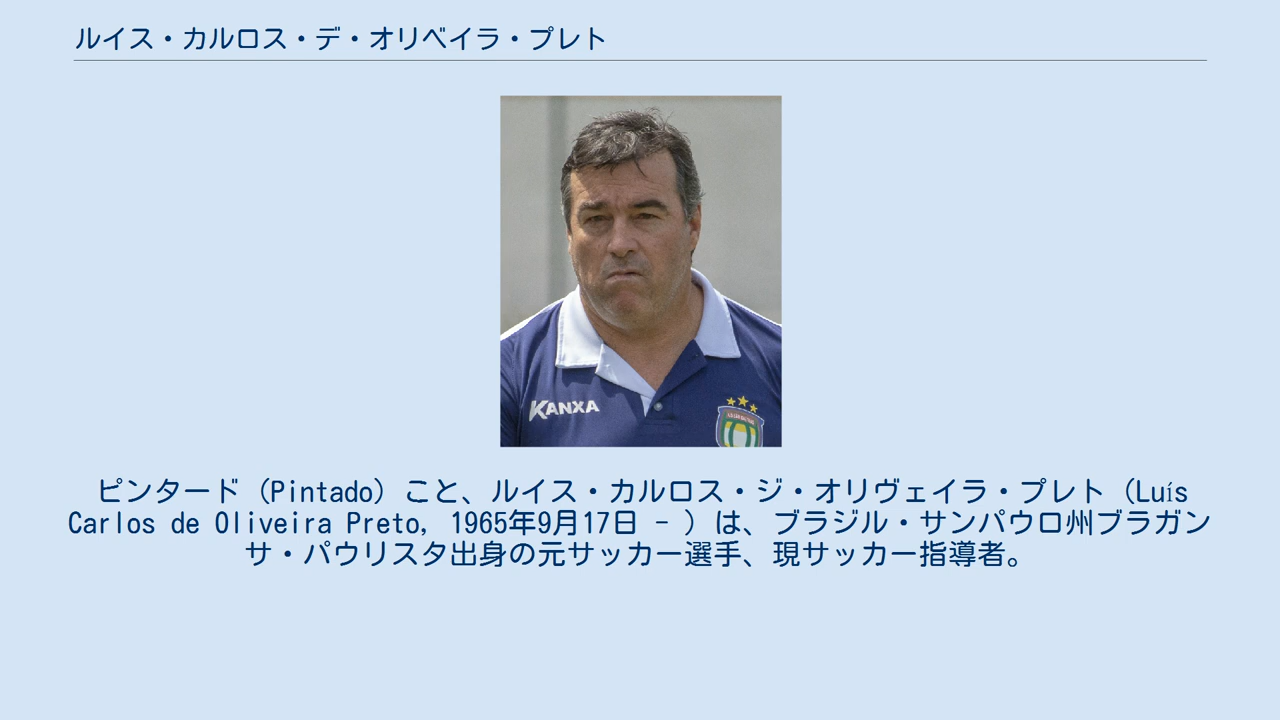 ルイス・カルロス・デ・オリベイラ・プレト
KANXA
ピンタード（Pintado）こと、ルイス・カルロス・ジ・オリヴェイラ・プレト（Luís
Carlos de Oliveira Preto, 1965年9月17日 - ）は、ブラジル・サンパウロ州ブラガン
サ・パウリスタ出身の元サッカー選手、現サッカー指導者。